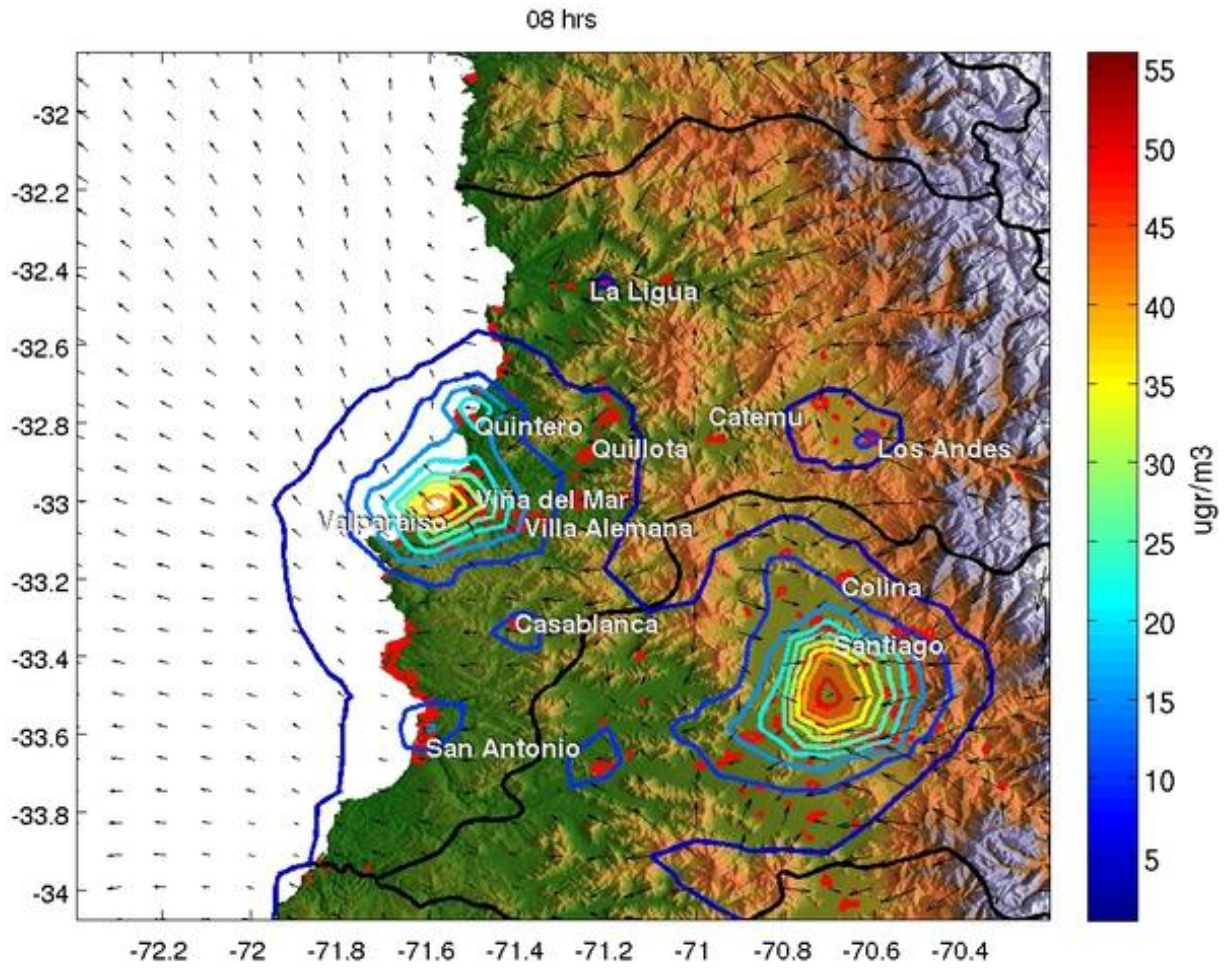 08 hrs
-32
-32.2
-32.4
-32.6
-32.8
-33
-33.2
-33.4
-33.6
-33.8
-34
La Ligua
Quintero
Catemu
Quillota
Los Andes
Viña del Mar
Valparaiso
Villa Alemana
Colina
Casablanca
Santiago
San Antonio
-72.2
-72
-71.8
-71.6
-71.4
-71.2
-71
-70.8
-70.6
-70.4
55
50
45
40
35
30
25
20
15
10
5
ugr/m3